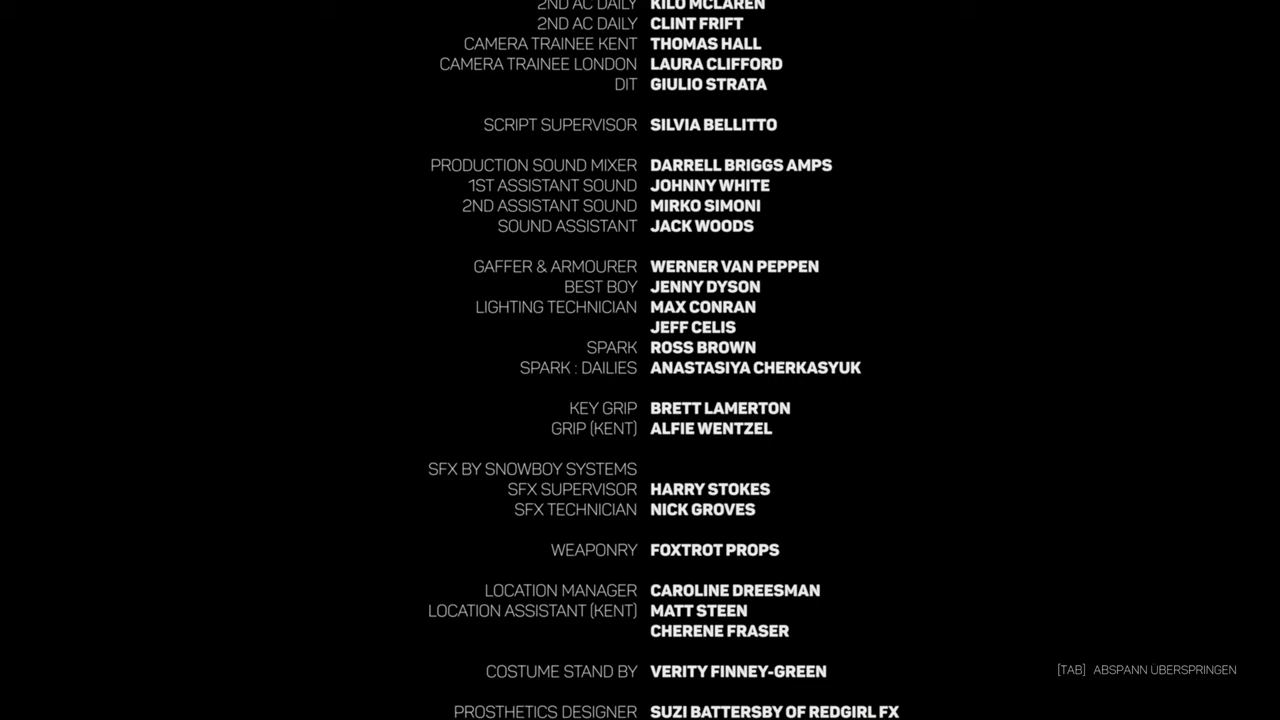 2ND AC DAILY KILO MCLAREN
2ND AC DAILY CLINT FRIFT
CAMERA TRAINEE KENT THOMAS HALL
CAMERA TRAINEE LONDON LAURA CLIFFORD
DIT GIULIO STRATA
SCRIPT SUPERVISOR SILVIA BELLITTO
PRODUCTION SOUND MIXER DARRELL BRIGGS AMPS
1ST ASSISTANT SOUND JOHNNY WHITE
2ND ASSISTANT SOUND MIRKO SIMONI
SOUND ASSISTANT JACK WOODS
GAFFER & ARMOURER WERNER VAN PEPPEN
BEST BOY JENNY DYSON
LIGHTING TECHNICIAN MAX CONRAN
JEFF CELIS
SPARK ROSS BROWN
SPARK : DAILIES ANASTASIYA CHERKASYUK
KEY GRIP BRETT LAMERTON
GRIP (KENT) ALFIE WENTZEL
SFX BY SNOWBOY SYSTEMS
SFX SUPERVISOR HARRY STOKES
SFX TECHNICIAN NICK GROVES
WEAPONRY FOXTROT PROPS
LOCATION MANAGER CAROLINE DREESMAN
LOCATION ASSISTANT (KENT) MATT STEEN
CHERENE FRASER
COSTUME STAND BY VERITY FINNEY-GREEN
[TAB] ABSPANN ÜBERSPRINGEN
PROSTHETICS DESIGNER SUZI BATTERSBY OF REDGIRL FX